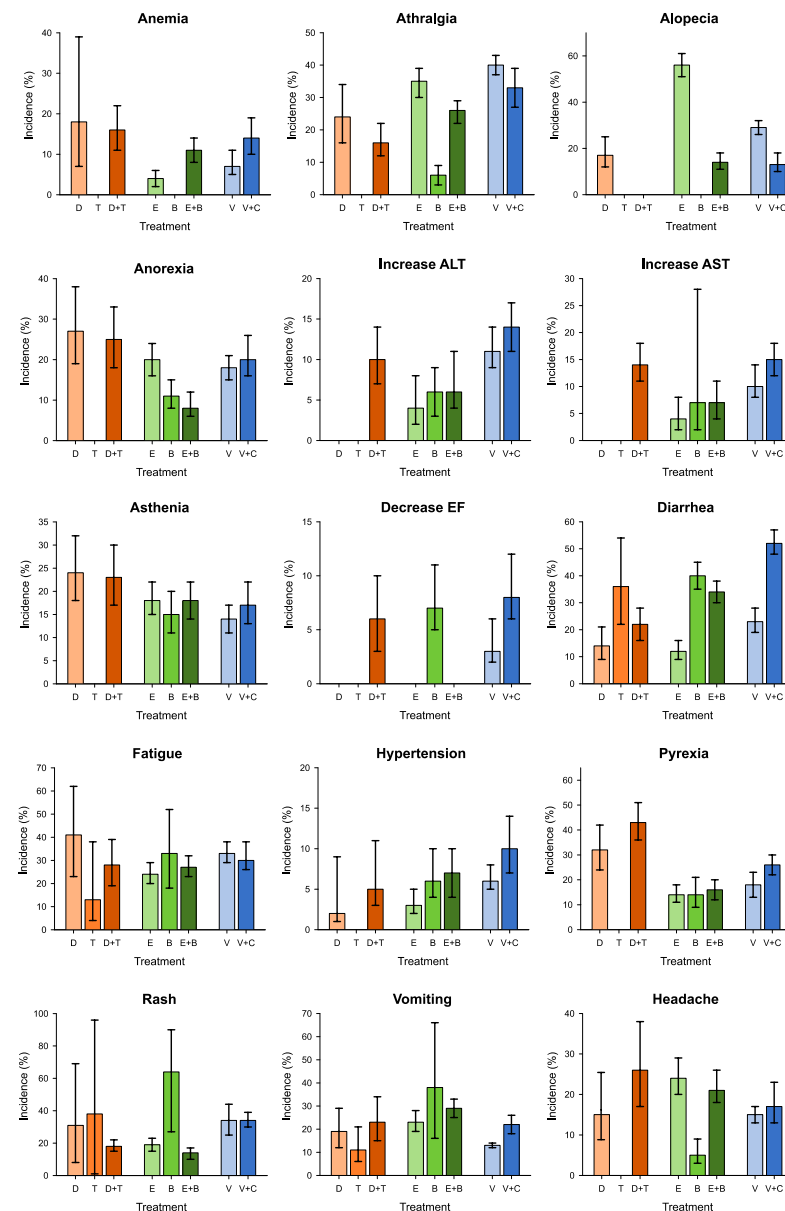 Anemia
Incidence (%)
40
30
20
10
0
D T D+T E B E+B V V+C
Treatment
Athralgia
Incidence (%)
50
40
30
20
10
0
D T D+T E B E+B V V+C
Treatment
Alopecia
Incidence (%)
60
40
20
0
D T D+T E B E+B V V+C
Treatment
Anorexia
Incidence (%)
40
30
20
10
0
D T D+T E B E+B V V+C
Treatment
Increase ALT
Incidence (%)
20
15
10
5
0
D T D+T E B E+B V V+C
Treatment
Increase AST
Incidence (%)
30
25
20
15
10
5
0
D T D+T E B E+B V V+C
Treatment
Asthenia
Incidence (%)
35
30
25
20
15
10
5
0
D T D+T E B E+B V V+C
Treatment
Decrease EF
Incidence (%)
15
10
5
0
D T D+T E B E+B V V+C
Treatment
Diarrhea
Incidence (%)
60
50
40
30
20
10
0
D T D+T E B E+B V V+C
Treatment
Fatigue
Incidence (%)
70
60
50
40
30
20
10
0
D T D+T E B E+B V V+C
Treatment
Hypertension
Incidence (%)
20
15
10
5
0
D T D+T E B E+B V V+C
Treatment
Pyrexia
Incidence (%)
60
50
40
30
20
10
0
D T D+T E B E+B V V+C
Treatment
Rash
Incidence (%)
100
80
60
40
20
0
D T D+T E B E+B V V+C
Treatment
Vomiting
Incidence (%)
70
60
50
40
30
20
10
0
D T D+T E B E+B V V+C
Treatment
Headache
Incidence (%)
40
30
20
10
0
D T D+T E B E+B V V+C
Treatment